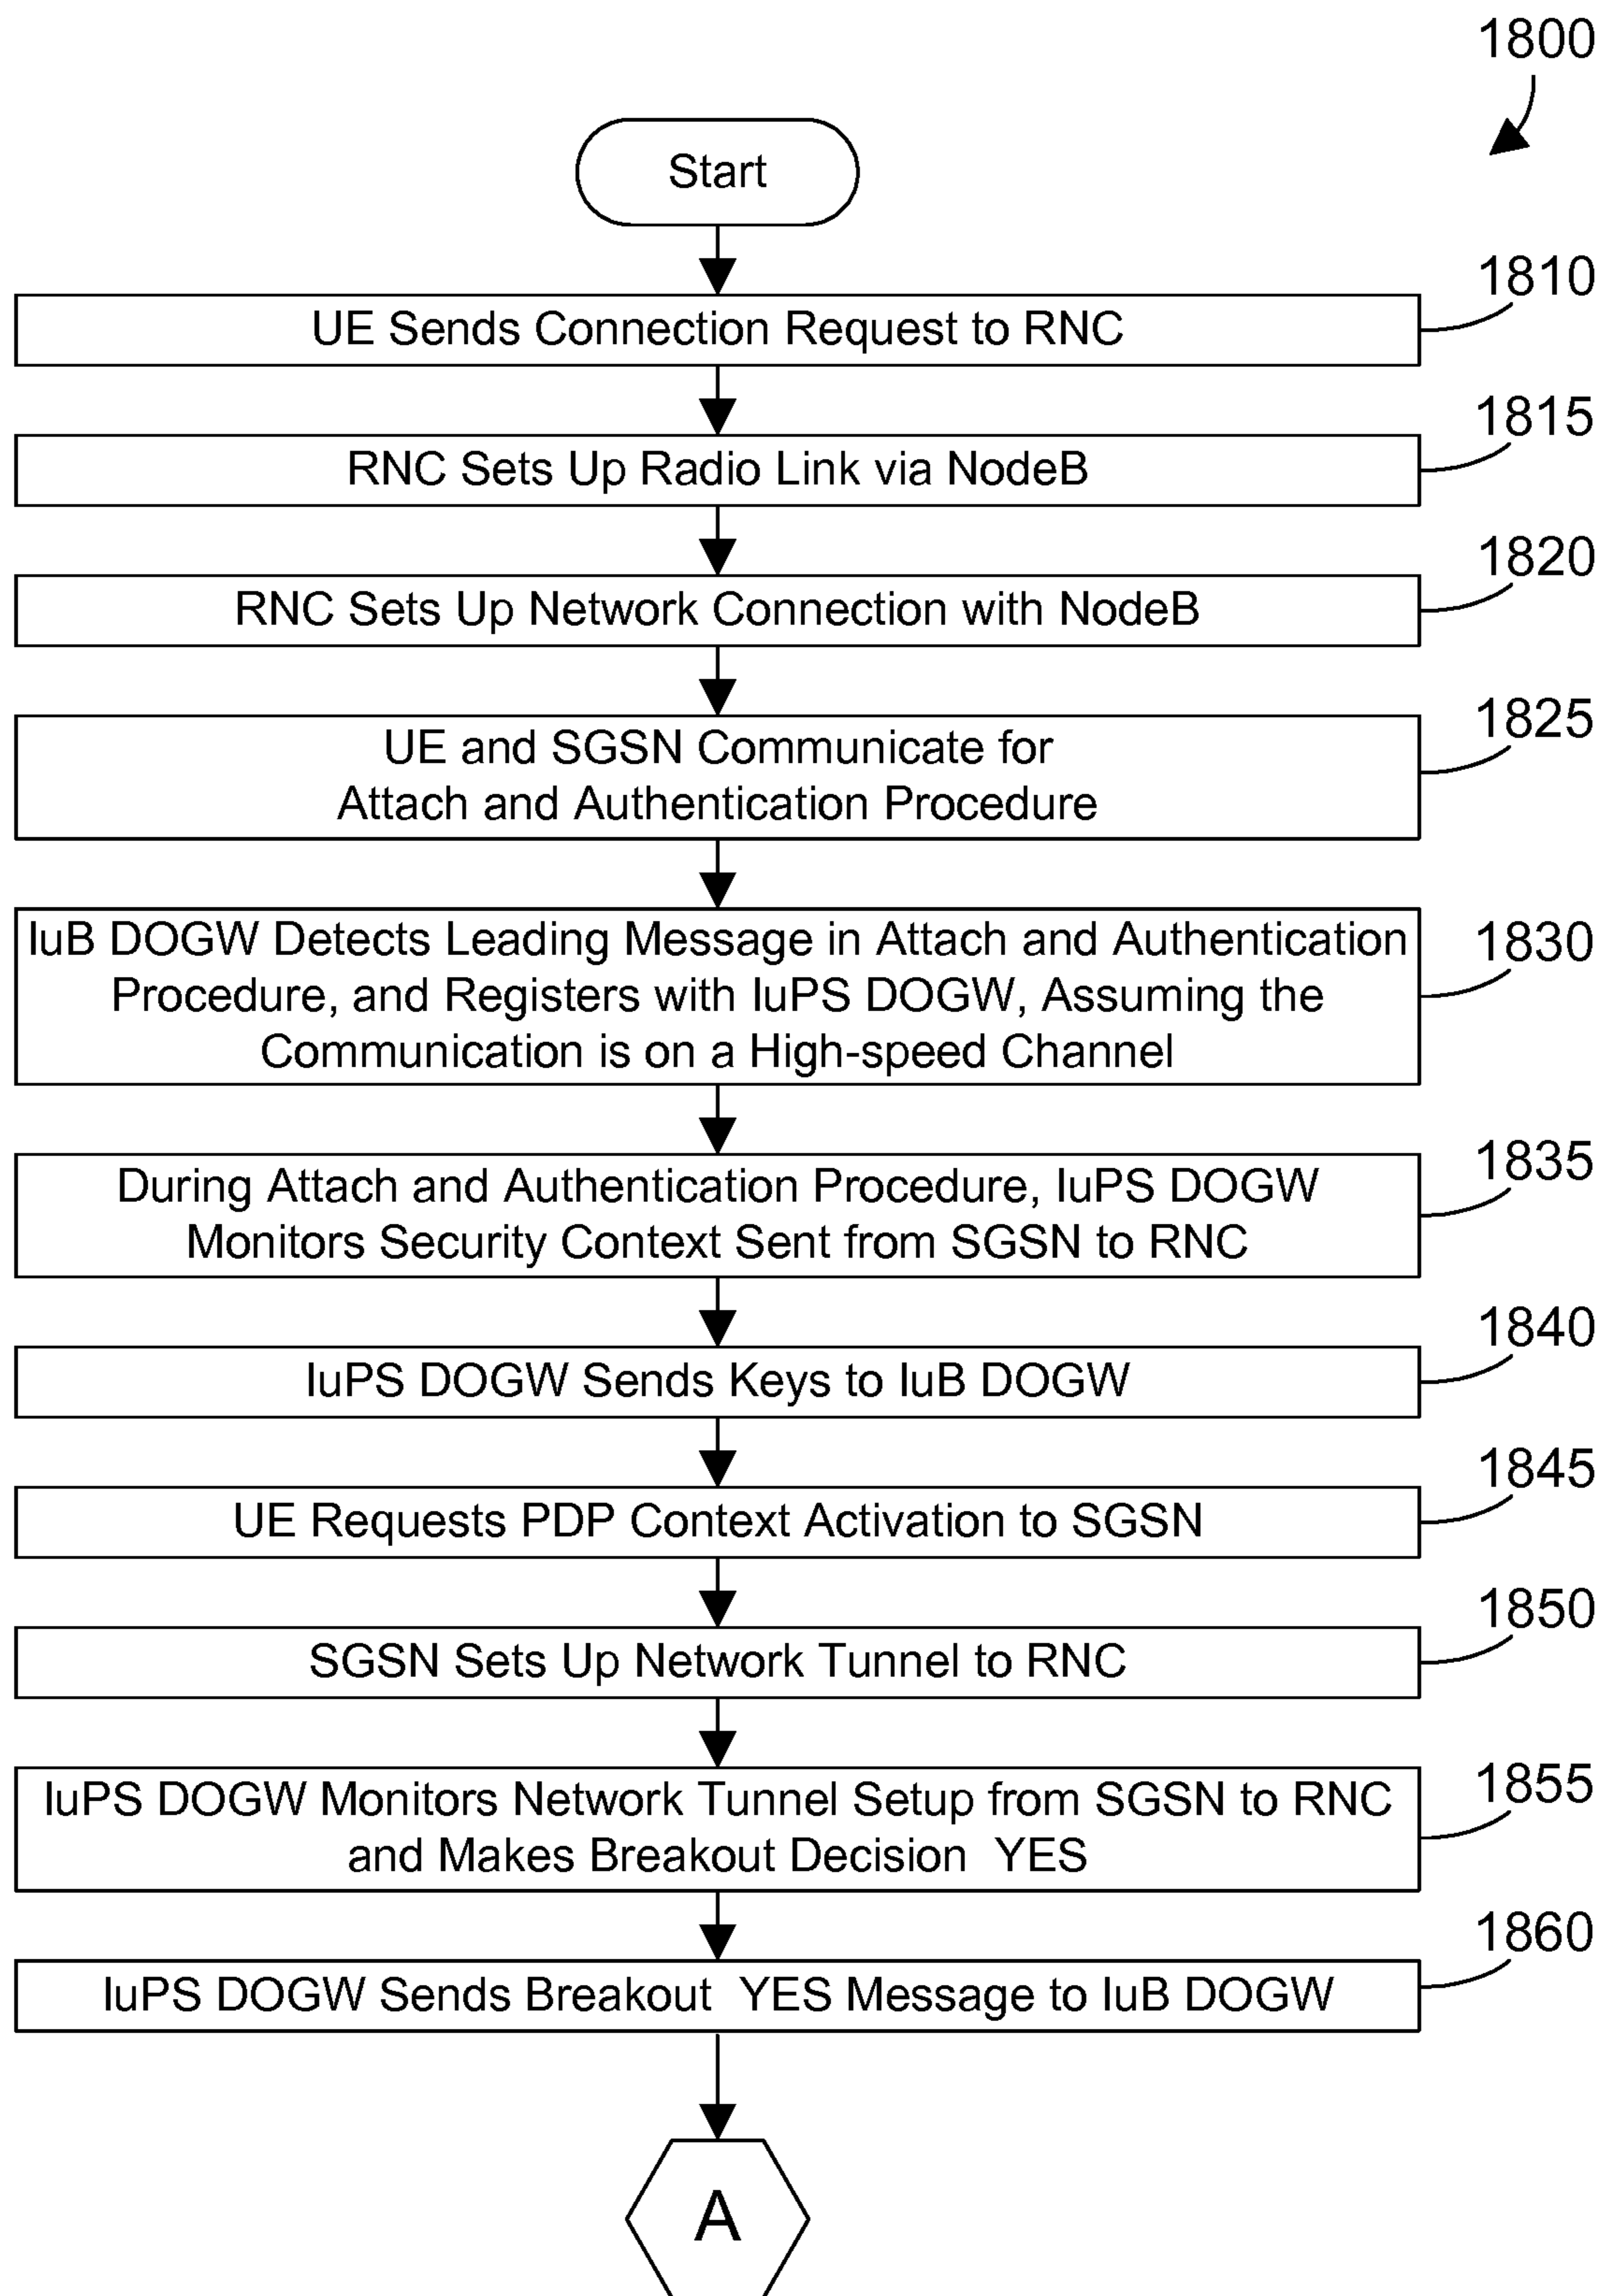 1800
Start
1810
UE Sends Connection Request to RNC
1815
RNC Sets Up Radio Link via NodeB
1820
RNC Sets Up Network Connection with NodeB
1825
UE and SGSN Communicate for
Attach and Authentication Procedure
1830
IuB DOGW Detects Leading Message in Attach and Authentication
Procedure, and Registers with IuPS DOGW, Assuming the
Communication is on a High-speed Channel
1835
During Attach and Authentication Procedure, IuPS DOGW
Monitors Security Context Sent from SGSN to RNC
1840
IuPS DOGW Sends Keys to IuB DOGW
1845
UE Requests PDP Context Activation to SGSN
1850
SGSN Sets Up Network Tunnel to RNC
1855
IuPS DOGW Monitors Network Tunnel Setup from SGSN to RNC
and Makes Breakout Decision  YES
1860
IuPS DOGW Sends Breakout  YES Message to IuB DOGW
A